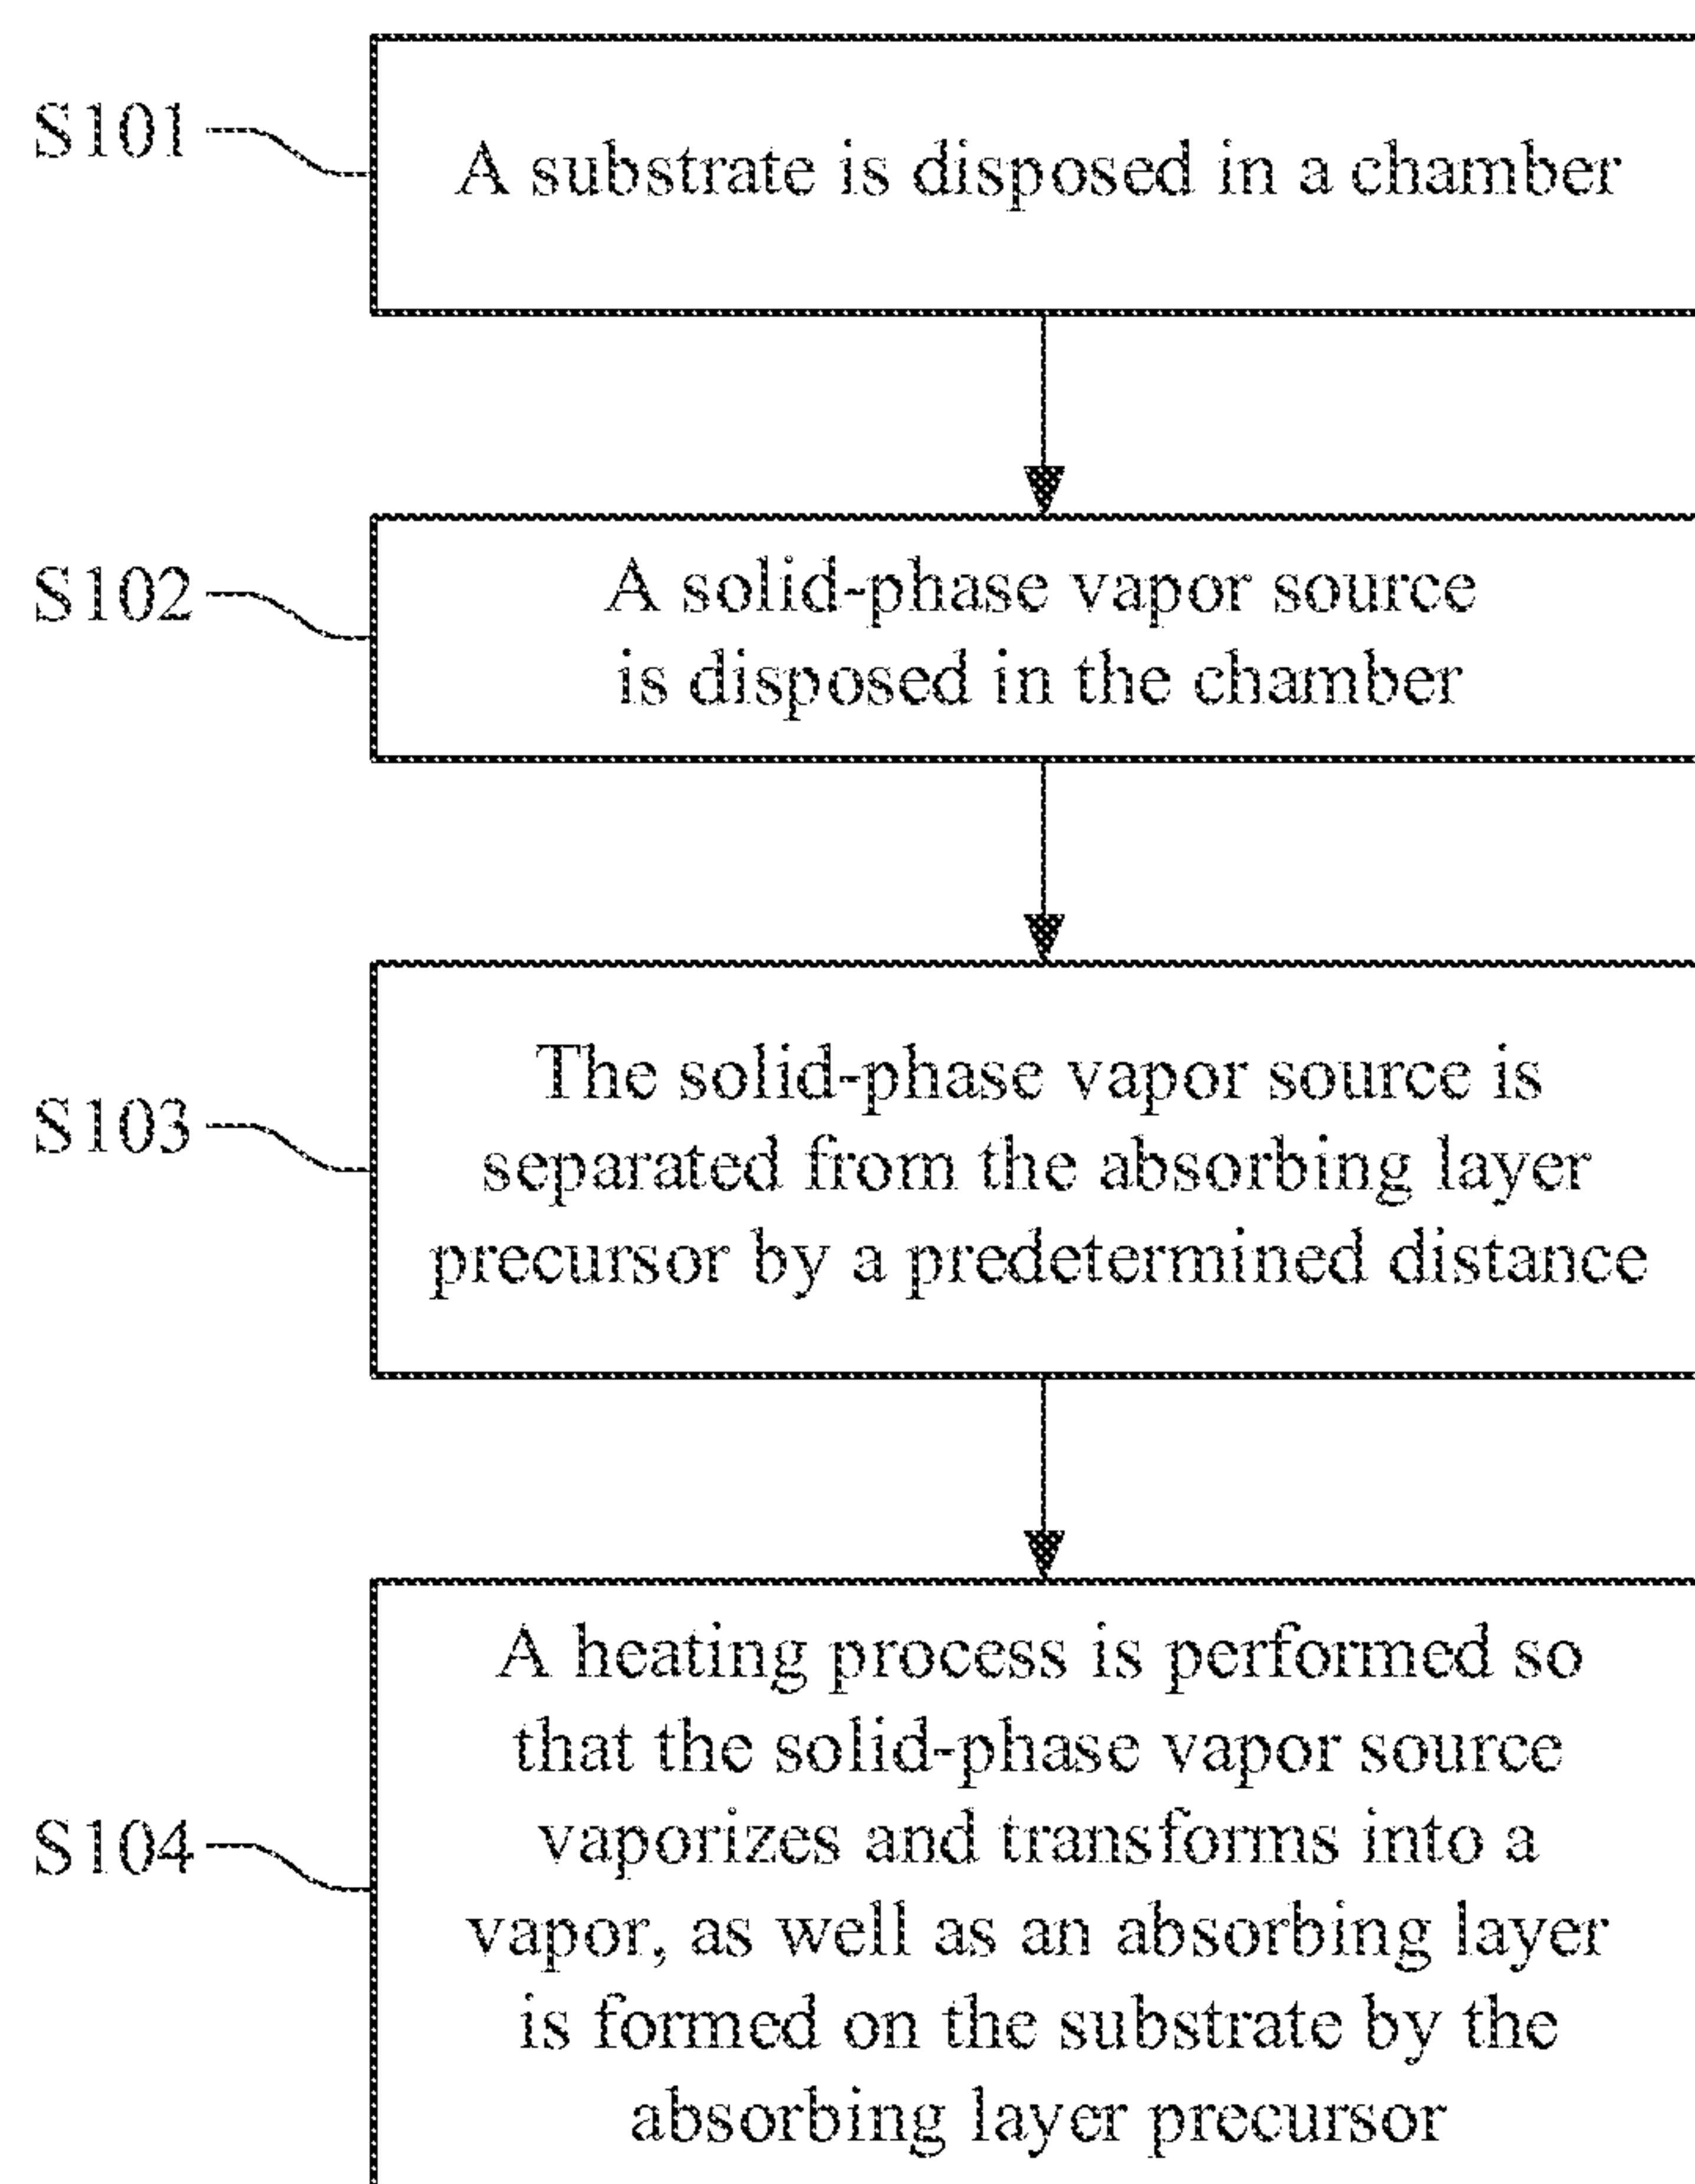 S101
A substrate is disposed in a chamber
S102
A solid-phase vapor source
is disposed in the chamber
S103
The solid-phase vapor source is
separated from the absorbing layer
precursor by a predetermined distance
S104
A heating process is performed so
that the solid-phase vapor source
vaporizes and transforms into a
vapor, as well as an absorbing layer
is formed on the substrate by the
absorbing layer precursor